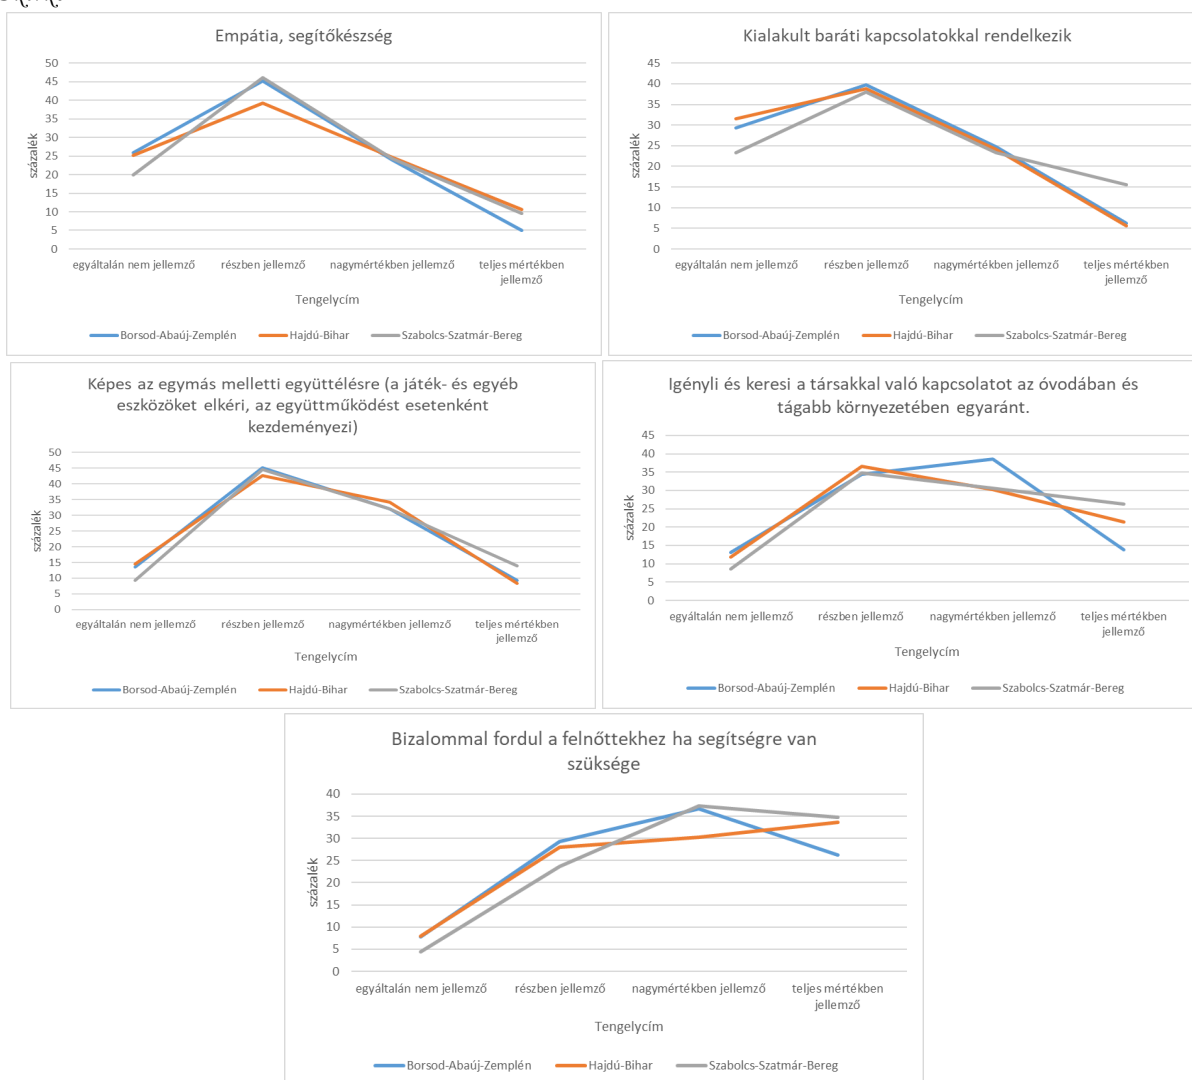 Empátia, segítőkészség
50
45
40
35
30
25
20
15
10
5
0
százalék
egyáltalán nem jellemző részben jellemző nagymértékben jellemző teljes mértékben
jellemző
Tengelycím
Borsod-Abaúj-Zemplén Hajdú-Bihar Szabolcs-Szatmár-Bereg
Kialakult baráti kapcsolatokkal rendelkezik
45
40
35
30
25
20
15
10
5
0
százalék
egyáltalán nem jellemző részben jellemző nagymértékben jellemző teljes mértékben
jellemző
Tengelycím
Borsod-Abaúj-Zemplén Hajdú-Bihar Szabolcs-Szatmár-Bereg
Képes az egymás melletti együttélésre (a játék- és egyéb
eszközöket elkéri, az együttműködést esetenként
kezdeményezi)
50
45
40
35
30
25
20
15
10
5
0
százalék
egyáltalán nem jellemző részben jellemző nagymértékben jellemző teljes mértékben
jellemző
Tengelycím
Borsod-Abaúj-Zemplén Hajdú-Bihar Szabolcs-Szatmár-Bereg
Igényli és keresi a társakkal való kapcsolatot az óvodában és
tágabb környezetében egyaránt.
45
40
35
30
25
20
15
10
5
0
százalék
egyáltalán nem jellemző részben jellemző nagymértékben jellemző teljes mértékben
jellemző
Tengelycím
Borsod-Abaúj-Zemplén Hajdú-Bihar Szabolcs-Szatmár-Bereg
Bizalommal fordul a felnőttekhez ha segítségre van
szüksége
40
35
30
25
20
15
10
5
0
százalék
egyáltalán nem jellemző részben jellemző nagymértékben jellemző teljes mértékben
jellemző
Tengelycím
Borsod-Abaúj-Zemplén Hajdú-Bihar Szabolcs-Szatmár-Bereg